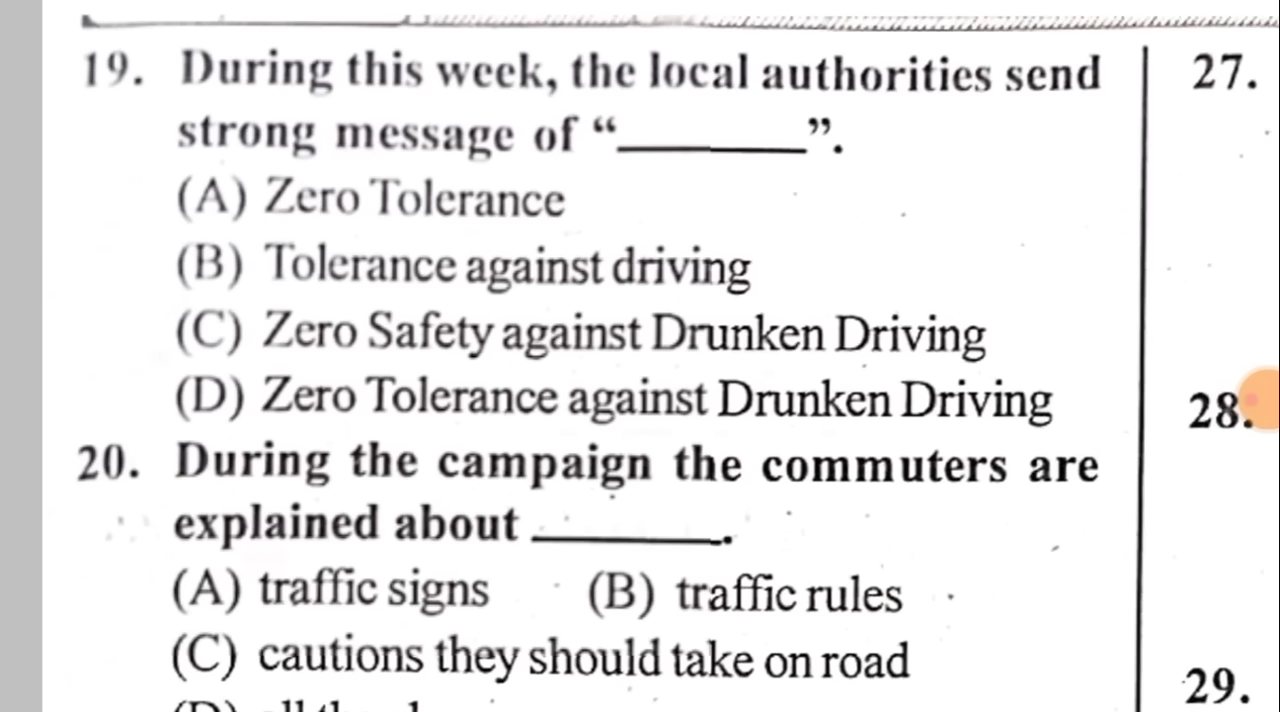 19. During this week, the local authorities send
strong message of “_______”.
(A) Zero Tolerance
(B) Tolerance against driving
(C) Zero Safety against Drunken Driving
(D) Zero Tolerance against Drunken Driving
20. During the campaign the commuters are
explained about _______.
(A) traffic signs (B) traffic rules
(C) cautions they should take on road
27.
28.
29.